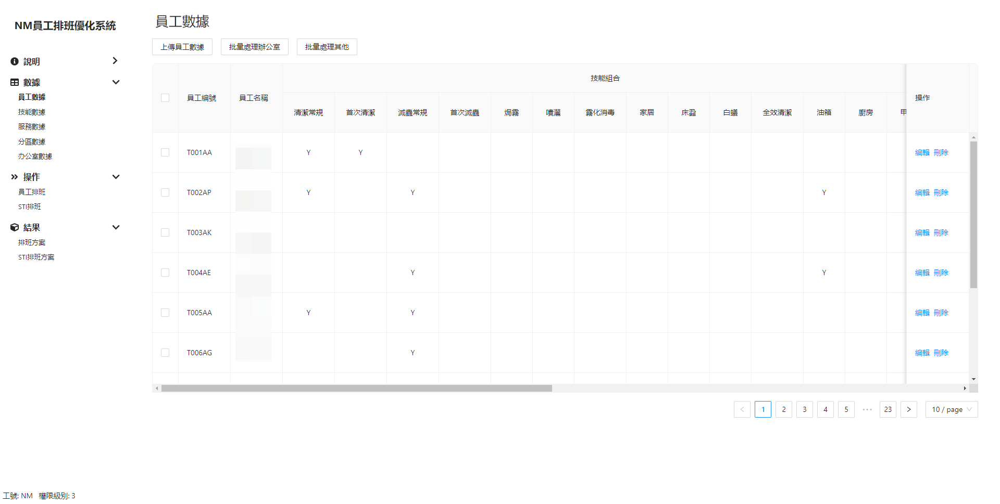 NM員工排班優化系統
說明
數據
員工數據
技能數據
服務數據
分區數據
办公室數據
操作
員工排班
STI排班
結果
排班方案
STI排班方案
工號: NM 權限級別: 3
員工數據
上傳員工數據 批量處理辦公室 批量處理其他
員工编號 員工名稱 技能組合 操作
清潔常規 首次清潔 滅蟲常規 首次滅蟲 焗霧 噴灑 霧化消毒 家居 床蝨 白蟻 全效清潔 油箱 廚房 甲
T001AA Y Y 編輯 刪除
T002AP Y Y Y 編輯 刪除
T003AK 編輯 刪除
T004AE Y Y 編輯 刪除
T005AA Y Y 編輯 刪除
T006AG Y 編輯 刪除
< 1 2 3 4 5 ••• 23 > 10 / page